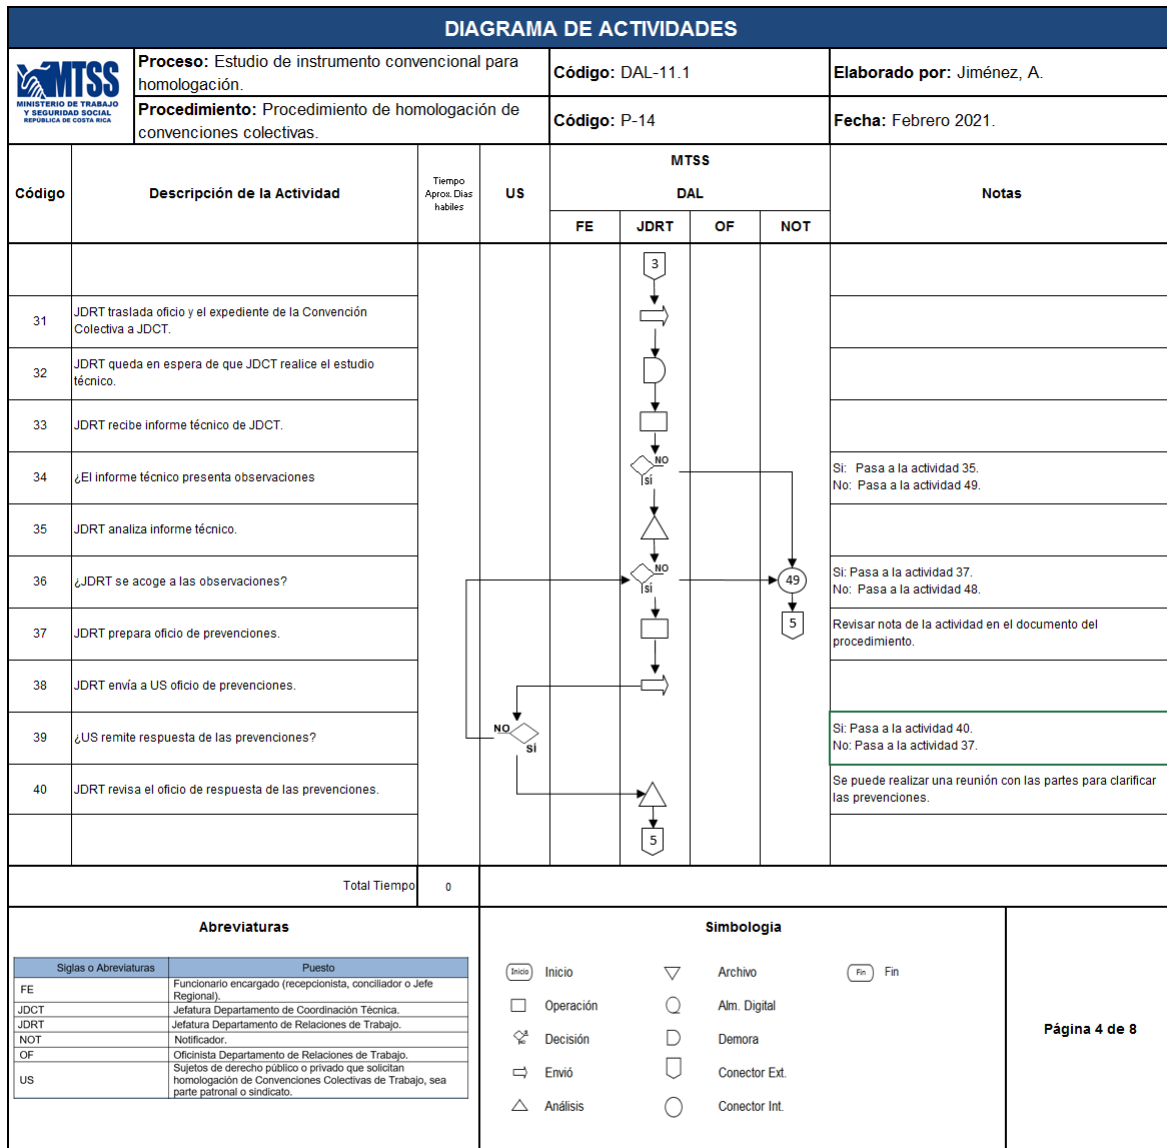 DIAGRAMA DE ACTIVIDADES
MTSS
MINISTERIO DE TRABAJO
Y SEGURIDAD SOCIAL
REPÚBLICA DE COSTA RICA
Proceso: Estudio de instrumento convencional para
homologación.
Código: DAL-11.1
Elaborado por: Jiménez, A.
Procedimiento: Procedimiento de homologación de
convenciones colectivas.
Código: P-14
Fecha: Febrero 2021.
Código
Descripción de la Actividad
Tiempo
Aprox. Dias
habiles
US
MTSS
DAL
FE
JDRT
OF
NOT
Notas
3
31
JDRT traslada oficio y el expediente de la Convención
Colectiva a JDCT.
32
JDRT queda en espera de que JDCT realice el estudio
técnico.
33
JDRT recibe informe técnico de JDCT.
34
¿El informe técnico presenta observaciones
NO
SÍ
Si: Pasa a la actividad 35.
No: Pasa a la actividad 49.
35
JDRT analiza informe técnico.
36
¿JDRT se acoge a las observaciones?
NO
SÍ
49
Si: Pasa a la actividad 37.
No: Pasa a la actividad 48.
37
JDRT prepara oficio de prevenciones.
5
Revisar nota de la actividad en el documento del
procedimiento.
38
JDRT envía a US oficio de prevenciones.
39
¿US remite respuesta de las prevenciones?
NO
SÍ
Si: Pasa a la actividad 40.
No: Pasa a la actividad 37.
40
JDRT revisa el oficio de respuesta de las prevenciones.
Se puede realizar una reunión con las partes para clarificar
las prevenciones.
5
Total Tiempo
0
Abreviaturas
Siglas o Abreviaturas
Puesto
FE
Funcionario encargado (recepcionista, conciliador o Jefe
Regional).
JDCT
Jefatura Departamento de Coordinación Técnica.
JDRT
Jefatura Departamento de Relaciones de Trabajo.
NOT
Notificador.
OF
Oficinista Departamento de Relaciones de Trabajo.
US
Sujetos de derecho público o privado que solicitan
homologación de Convenciones Colectivas de Trabajo, sea
parte patronal o sindicato.
Simbologia
Inicio
Inicio
Archivo
Fin
Fin
Operación
Alm. Digital
Decisión
Demora
Envió
Conector Ext.
Análisis
Conector Int.
Página 4 de 8